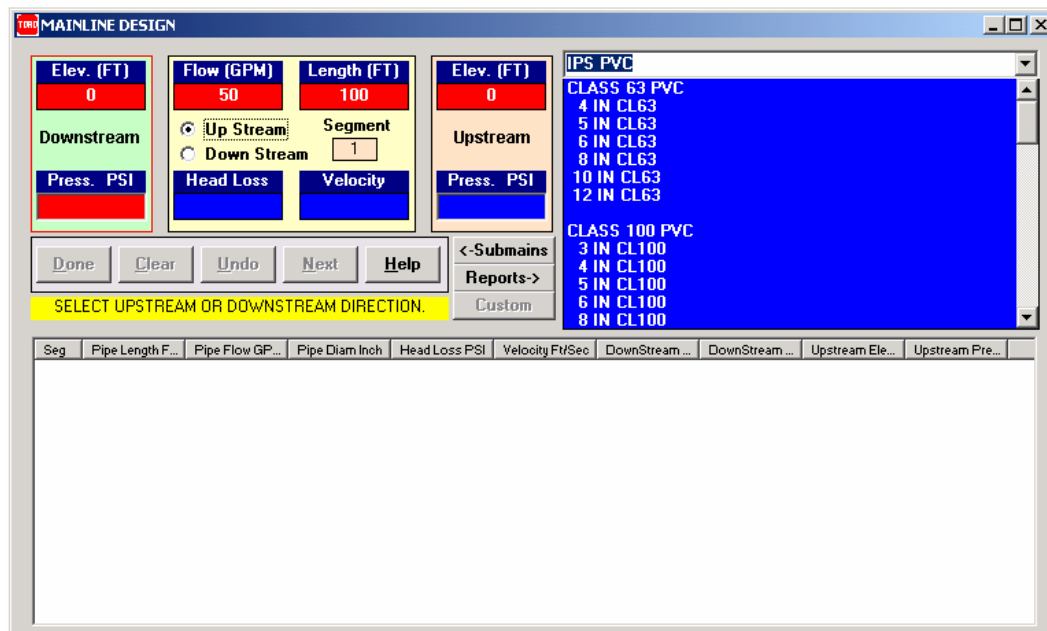 TORO MAINLINE DESIGN
Elev. (FT)
0
Downstream
Press. PSI
Flow (GPM) Length (FT)
50 100
Up Stream
Down Stream
Segment
1
Head Loss Velocity
Elev. (FT)
0
Upstream
Press. PSI
IPS PVC
CLASS 63 PVC
4 IN CL63
5 IN CL63
6 IN CL63
8 IN CL63
10 IN CL63
12 IN CL63
CLASS 100 PVC
3 IN CL100
4 IN CL100
5 IN CL100
6 IN CL100
8 IN CL100
Done Clear Undo Next Help
<-Submains
Reports->
Custom
SELECT UPSTREAM OR DOWNSTREAM DIRECTION.
Seg Pipe Length F... Pipe Flow GP... Pipe Diam Inch Head Loss PSI Velocity Ft/Sec DownStream ... DownStream ... Upstream Ele... Upstream Pre...